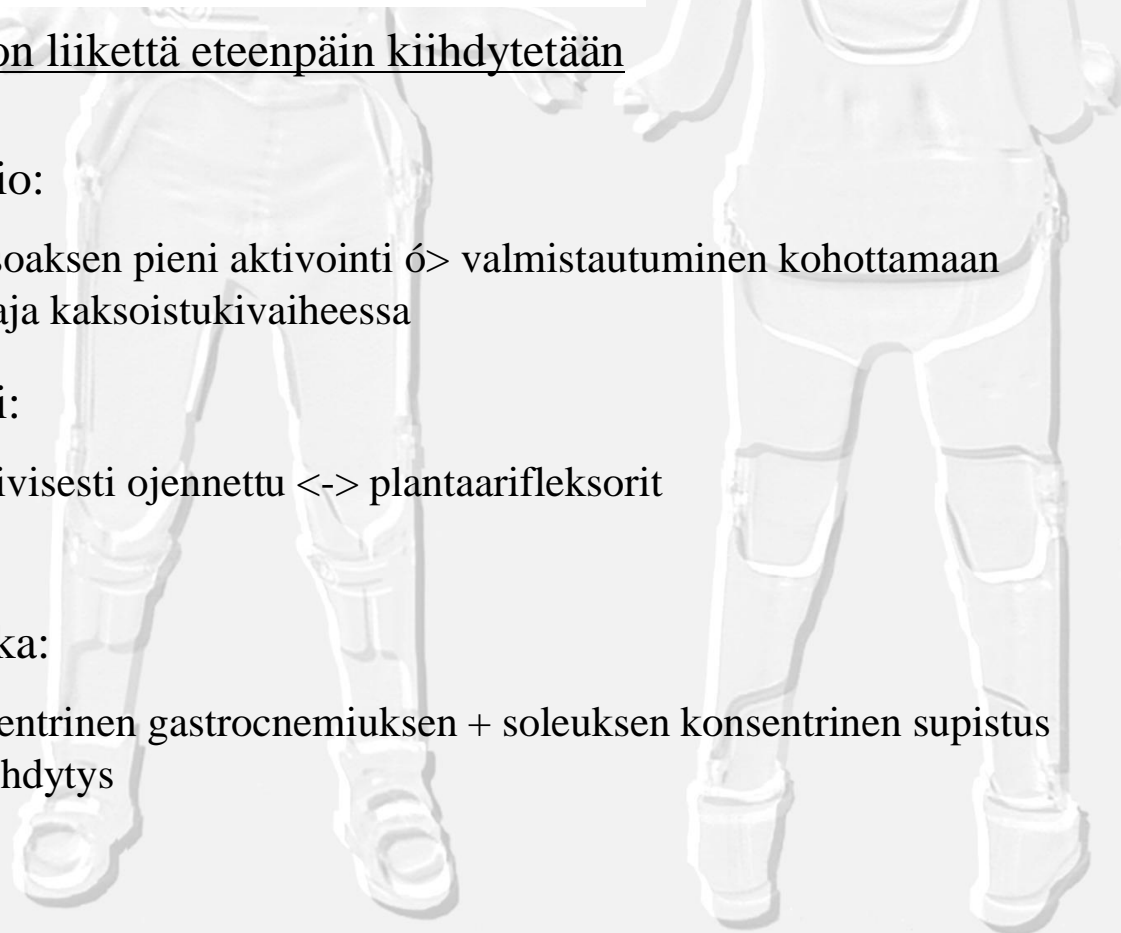 on liikettä eteenpäin kiihdytetään
io:
soaksen pieni aktivointi ó> valmistautuminen kohottamaan
aja kaksoistukivaiheessa
i:
ivisesti ojennettu <-> plantaarifleksorit
ka:
entrinen gastrocnemiuksen + soleuksen konsentrinen supistus
hdytys